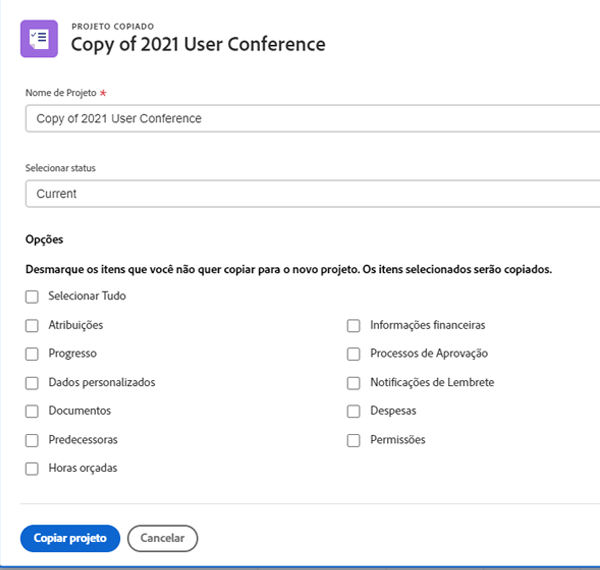 PROJETO COPIADO
Copy of 2021 User Conference
Nome de Projeto *
Copy of 2021 User Conference
Selecionar status
Current
Opções
Desmarque os itens que você não quer copiar para o novo projeto. Os itens selecionados serão copiados.
Selecionar Tudo
Atribuições
Informações financeiras
Progresso
Processos de Aprovação
Dados personalizados
Notificações de Lembrete
Documentos
Despesas
Predecessoras
Permissões
Horas orçadas
Copiar projeto
Cancelar